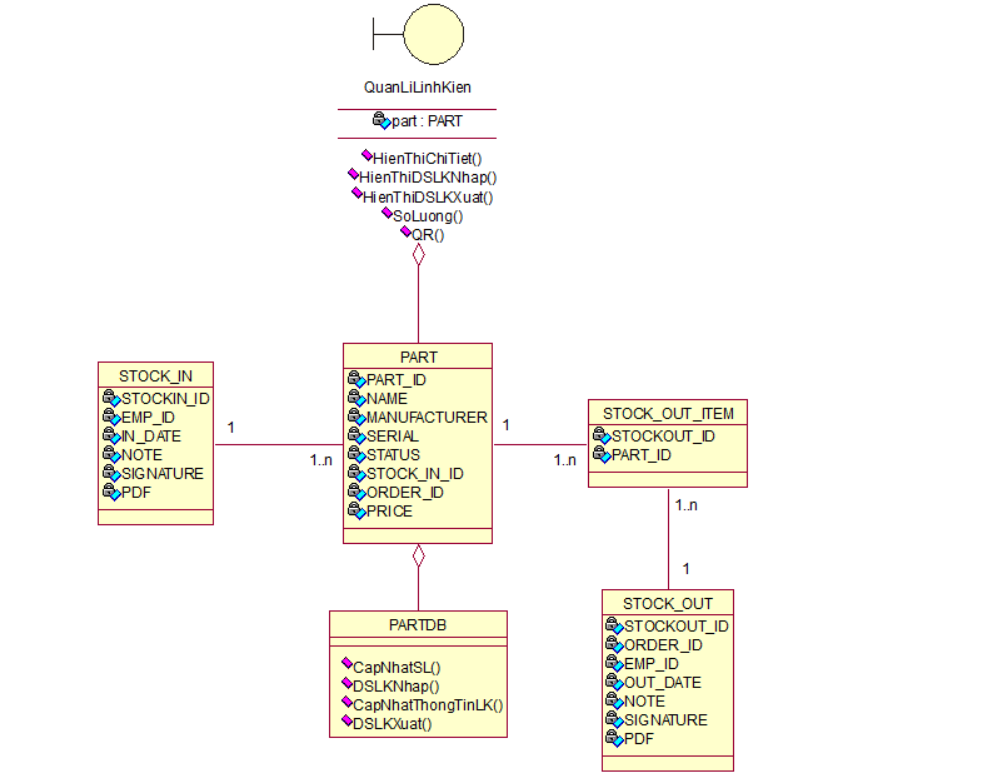 QuanLiLinhKien
part : PART
HienThiChiTiet()
HienThiDSLKNhap()
HienThiDSLKXuat()
SoLuong()
QR()
STOCK_IN
STOCKIN_ID
EMP_ID
IN_DATE
NOTE
SIGNATURE
PDF
1
1..n
PART
PART_ID
NAME
MANUFACTURER
SERIAL
STATUS
STOCK_IN_ID
ORDER_ID
PRICE
1
1..n
STOCK_OUT_ITEM
STOCKOUT_ID
PART_ID
1..n
1
PARTDB
CapNhatSL()
DSLKNhap()
CapNhatThongTinLK()
DSLKXuat()
STOCK_OUT
STOCKOUT_ID
ORDER_ID
EMP_ID
OUT_DATE
NOTE
SIGNATURE
PDF